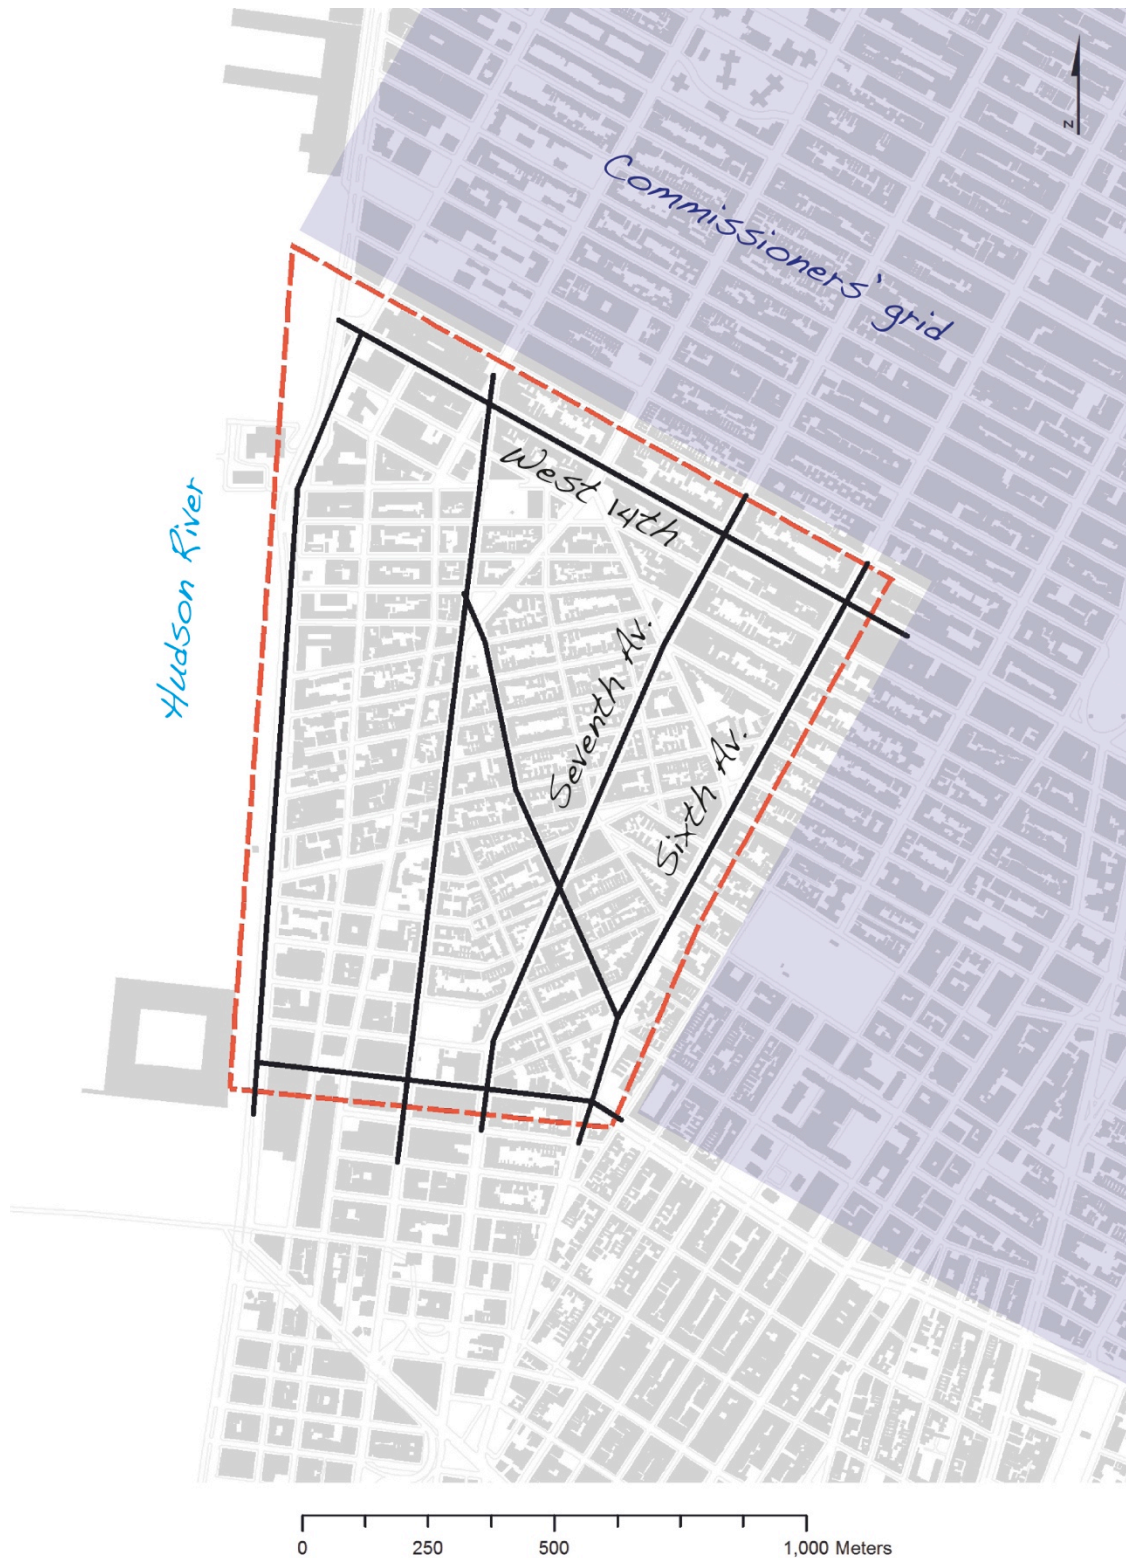 N
Commissioners' grid
West 14th
Hudson River
Seventh Av.
Sixth Av.
0 250 500 1,000 Meters